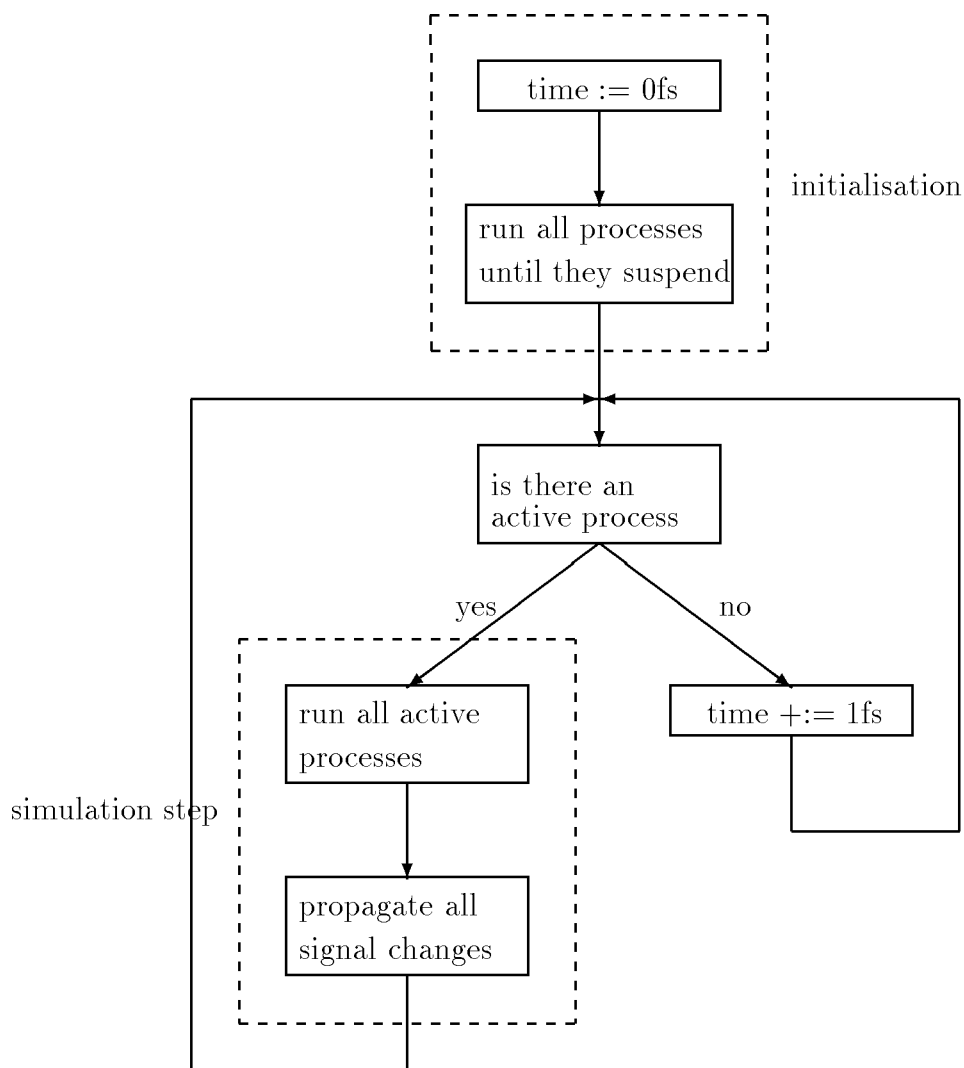 time := 0fs
initialisation
run all processes
until they suspend
is there an
active process
yes
no
run all active
processes
time +:= 1fs
simulation step
propagate all
signal changes